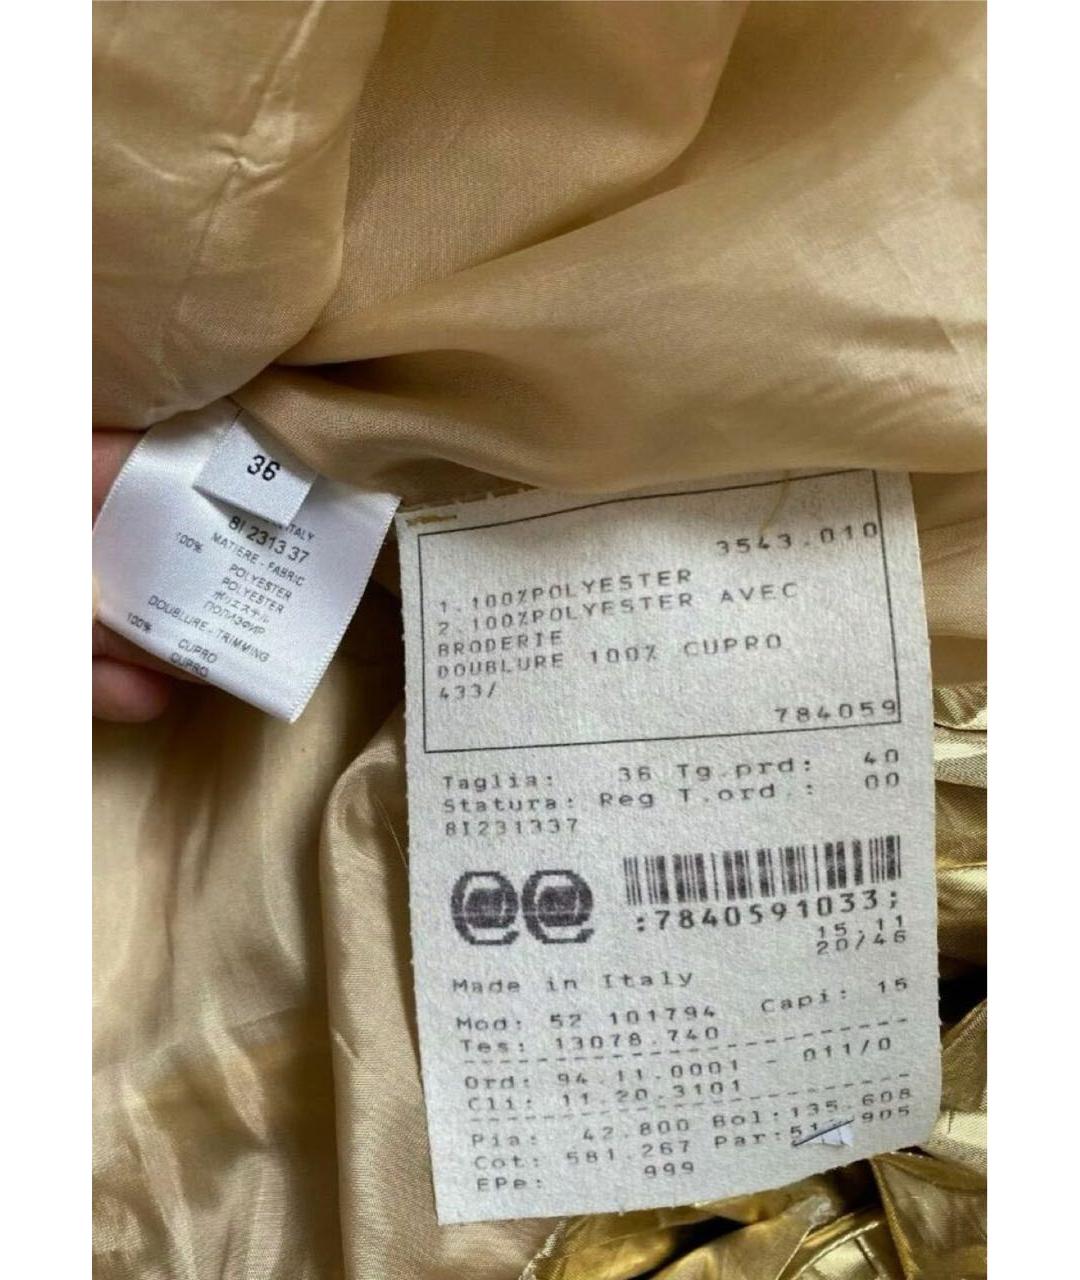 36
ITALY
8I 2313 37
MATIERE - FABRIC
100%
POLYESTER
POLYESTER
ポリエステル
ПОЛИЭФИР
DOUBLURE - TRIMMING
100%
CUPRO
CUPRO
3543.010
1.100%POLYESTER
2.100%POLYESTER AVEC
BRODERIE
DOUBLURE 100% CUPRO
433/
784059
Taglia: 36 Tg.prd: 40
Statura: Reg T.ord.: 00
8I231337
:7840591033;
15.11
20/46
Made in Italy
Mod: 52 101794 Capi: 15
Tes: 13078.740
Ord: 94.11.0001 - 011/0
Cli: 11.20.3101
Pia: 42.800 Bol:135.608
Cot: 581.267 Par:51 905
EPe: 999